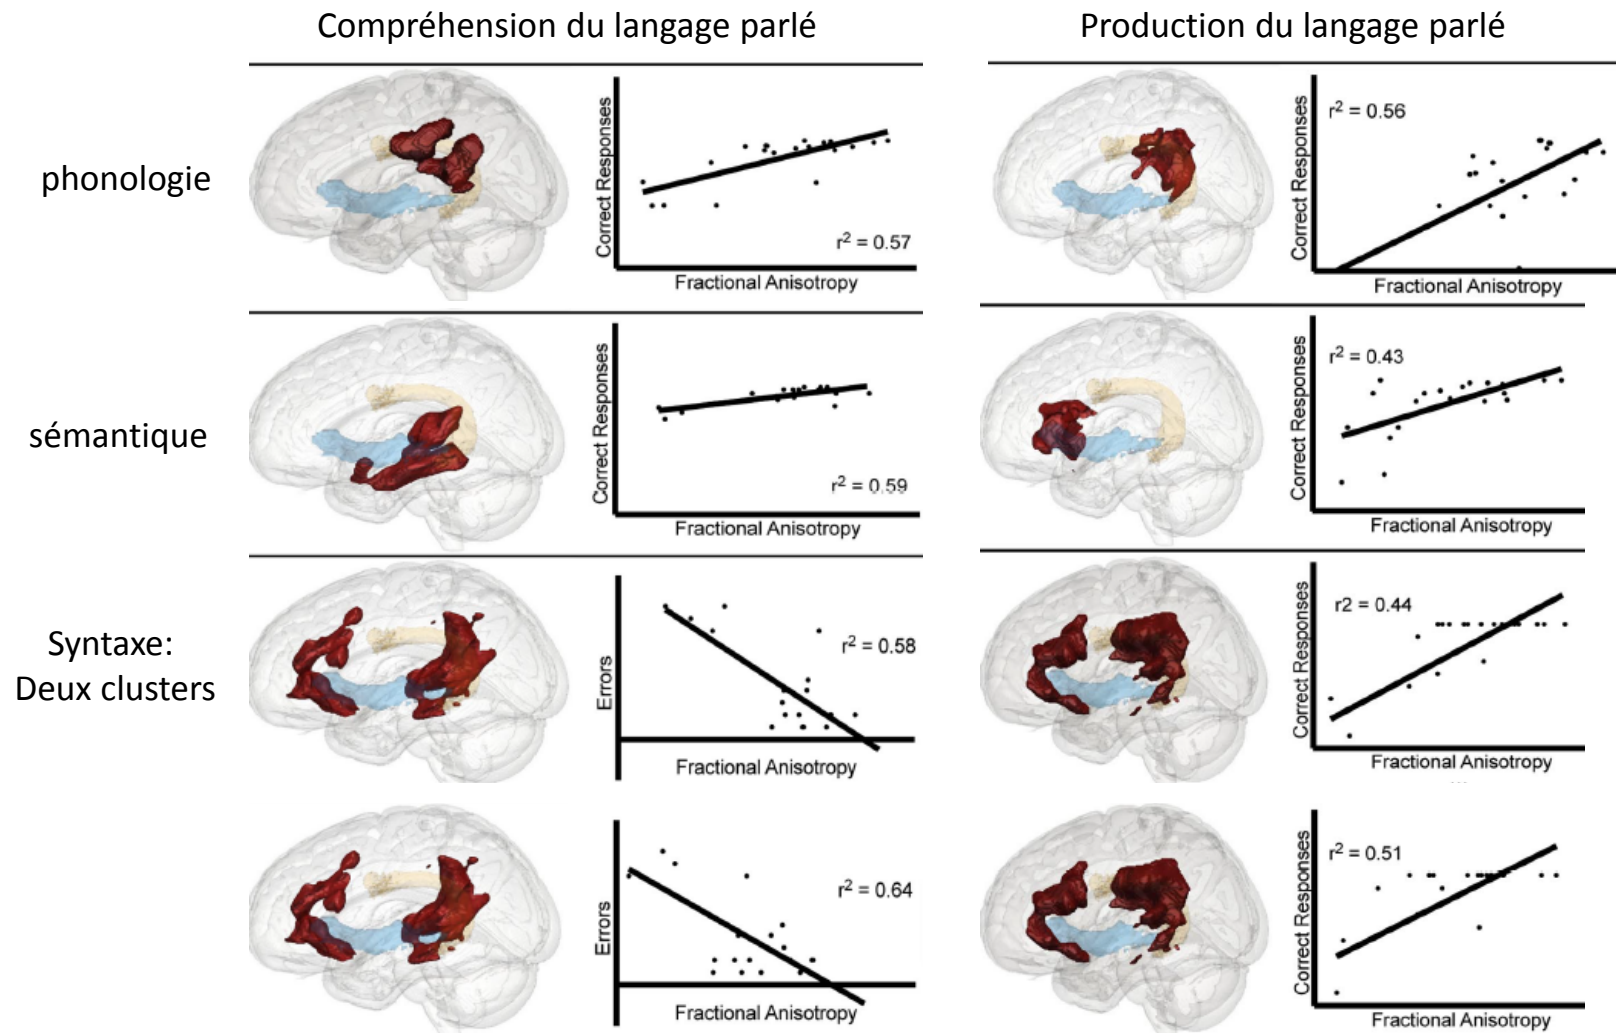 Compréhension du langage parlé
Production du langage parlé
phonologie
Correct Responses
r² = 0.57
Fractional Anisotropy
Correct Responses
r² = 0.56
Fractional Anisotropy
sémantique
Correct Responses
r² = 0.59
Fractional Anisotropy
Correct Responses
r² = 0.43
Fractional Anisotropy
Syntaxe:
Deux clusters
Errors
r² = 0.58
Fractional Anisotropy
Correct Responses
r2 = 0.44
Fractional Anisotropy
Errors
r² = 0.64
Fractional Anisotropy
Correct Responses
r² = 0.51
Fractional Anisotropy